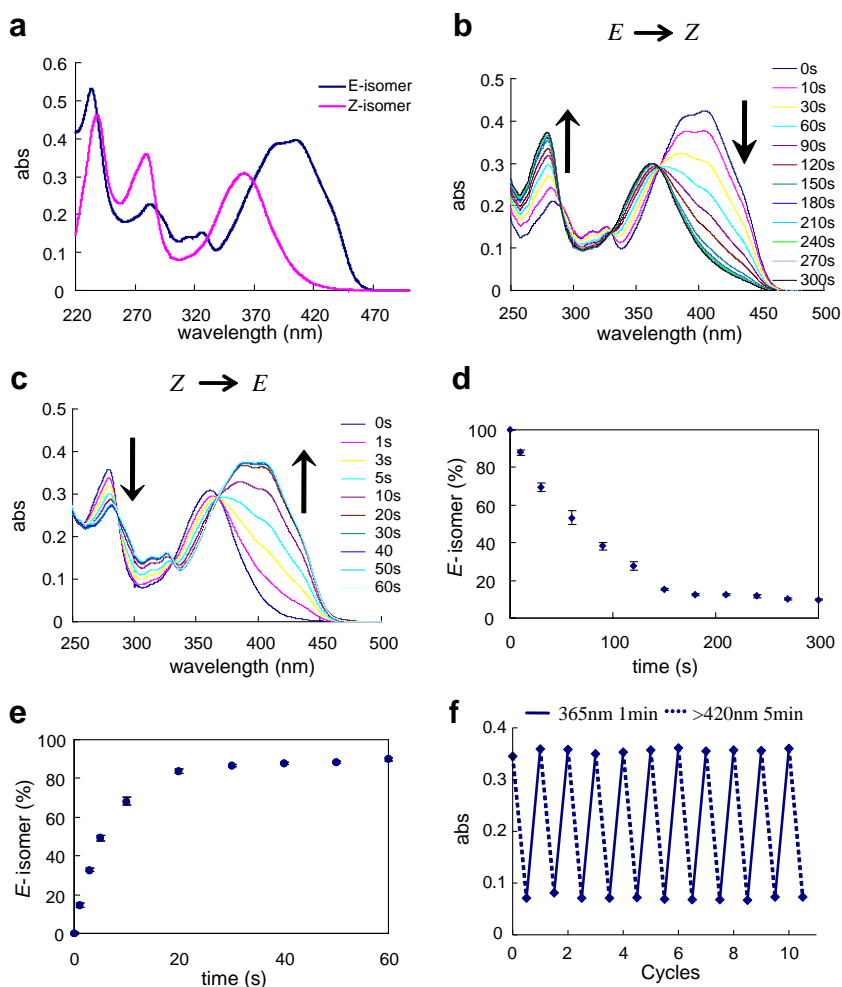 a
abs
0.6
0.5
0.4
0.3
0.2
0.1
0
220 270 320 370 420 470
wavelength (nm)
E-isomer
Z-isomer
b
E → Z
abs
0.5
0.4
0.3
0.2
0.1
0
250 300 350 400 450 500
wavelength (nm)
0s
10s
30s
60s
90s
120s
150s
180s
210s
240s
270s
300s
c
Z → E
abs
0.5
0.4
0.3
0.2
0.1
0
250 300 350 400 450 500
wavelength (nm)
0s
1s
3s
5s
10s
20s
30s
40
50s
60s
d
E-isomer (%)
100
80
60
40
20
0
0 100 200 300
time (s)
e
E-isomer (%)
100
80
60
40
20
0
0 20 40 60
time (s)
f
365nm 1min >420nm 5min
abs
0.4
0.3
0.1
0
0 2 4 6 8 10
Cycles